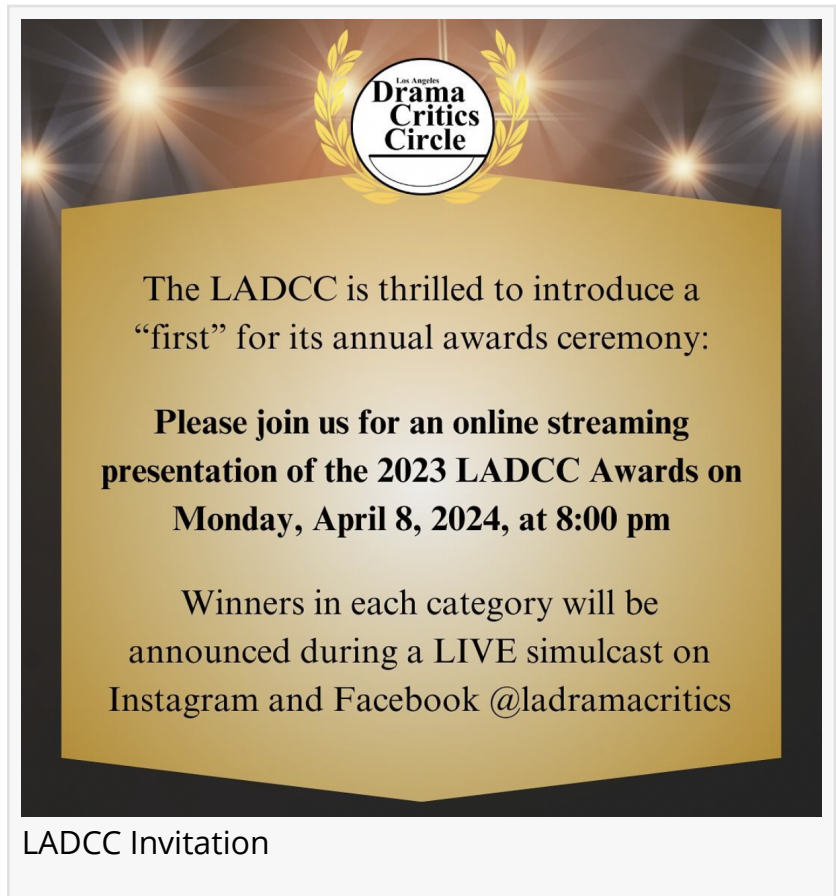 Los Angeles
Drama
Critics
Circle
The LADCC is thrilled to introduce a
“first” for its annual awards ceremony:
Please join us for an online streaming
presentation of the 2023 LADCC Awards on
Monday, April 8, 2024, at 8:00 pm
Winners in each category will be
announced during a LIVE simulcast on
Instagram and Facebook @ladramacritics
LADCC Invitation